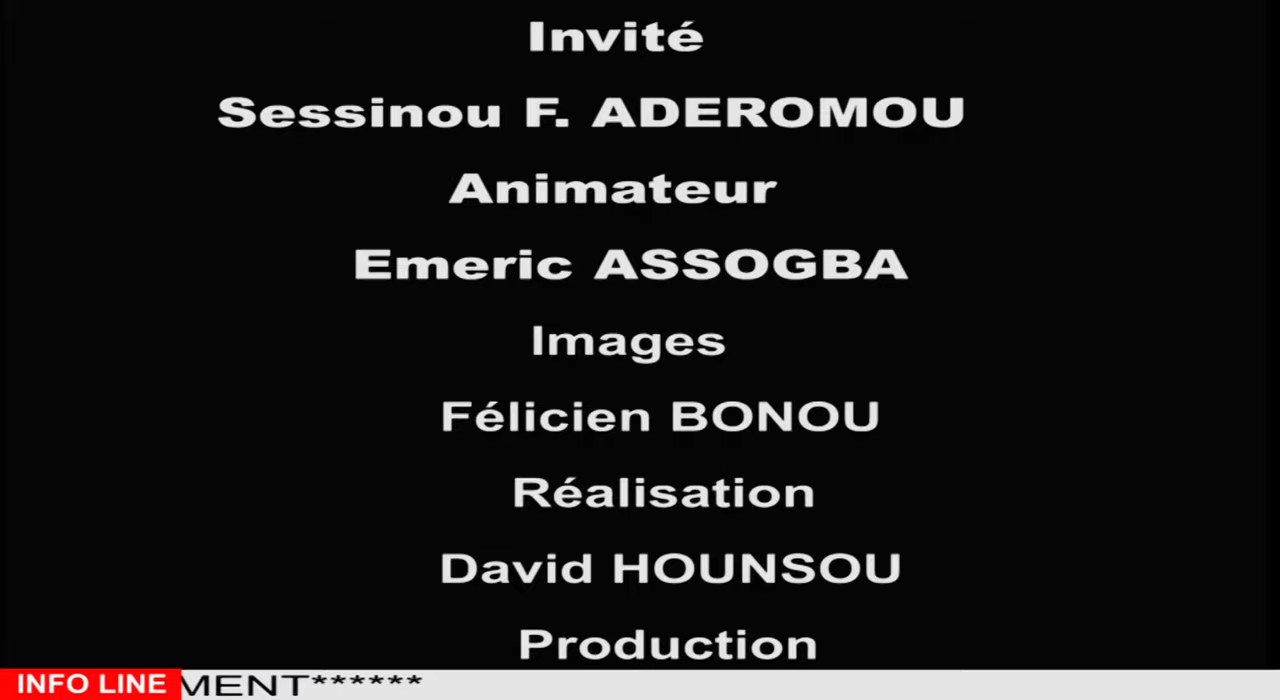 Invité
Sessinou F. ADEROMOU
Animateur
Emeric ASSOGBA
Images
Félicien BONOU
Réalisation
David HOUNSOU
Production
INFO LINE MENT******